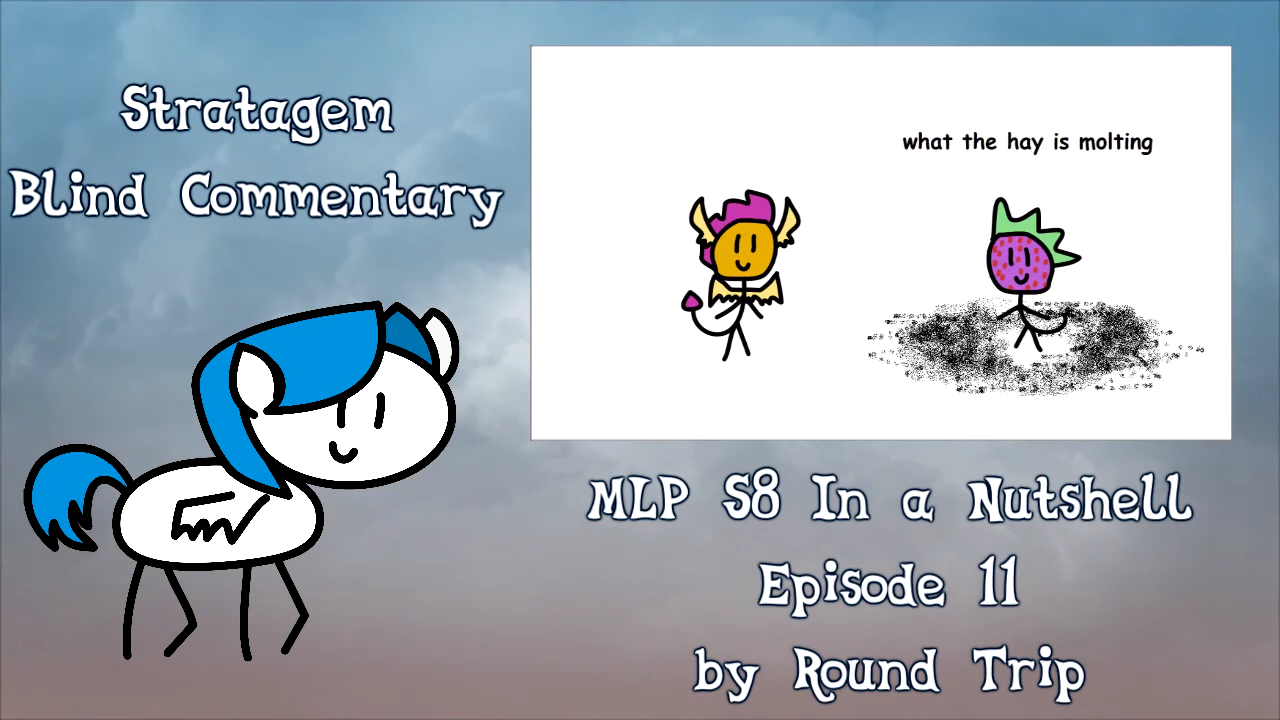 Stratagem
Blind Commentary
what the hay is molting
MLP S8 In a Nutshell
Episode 11
by Round Trip